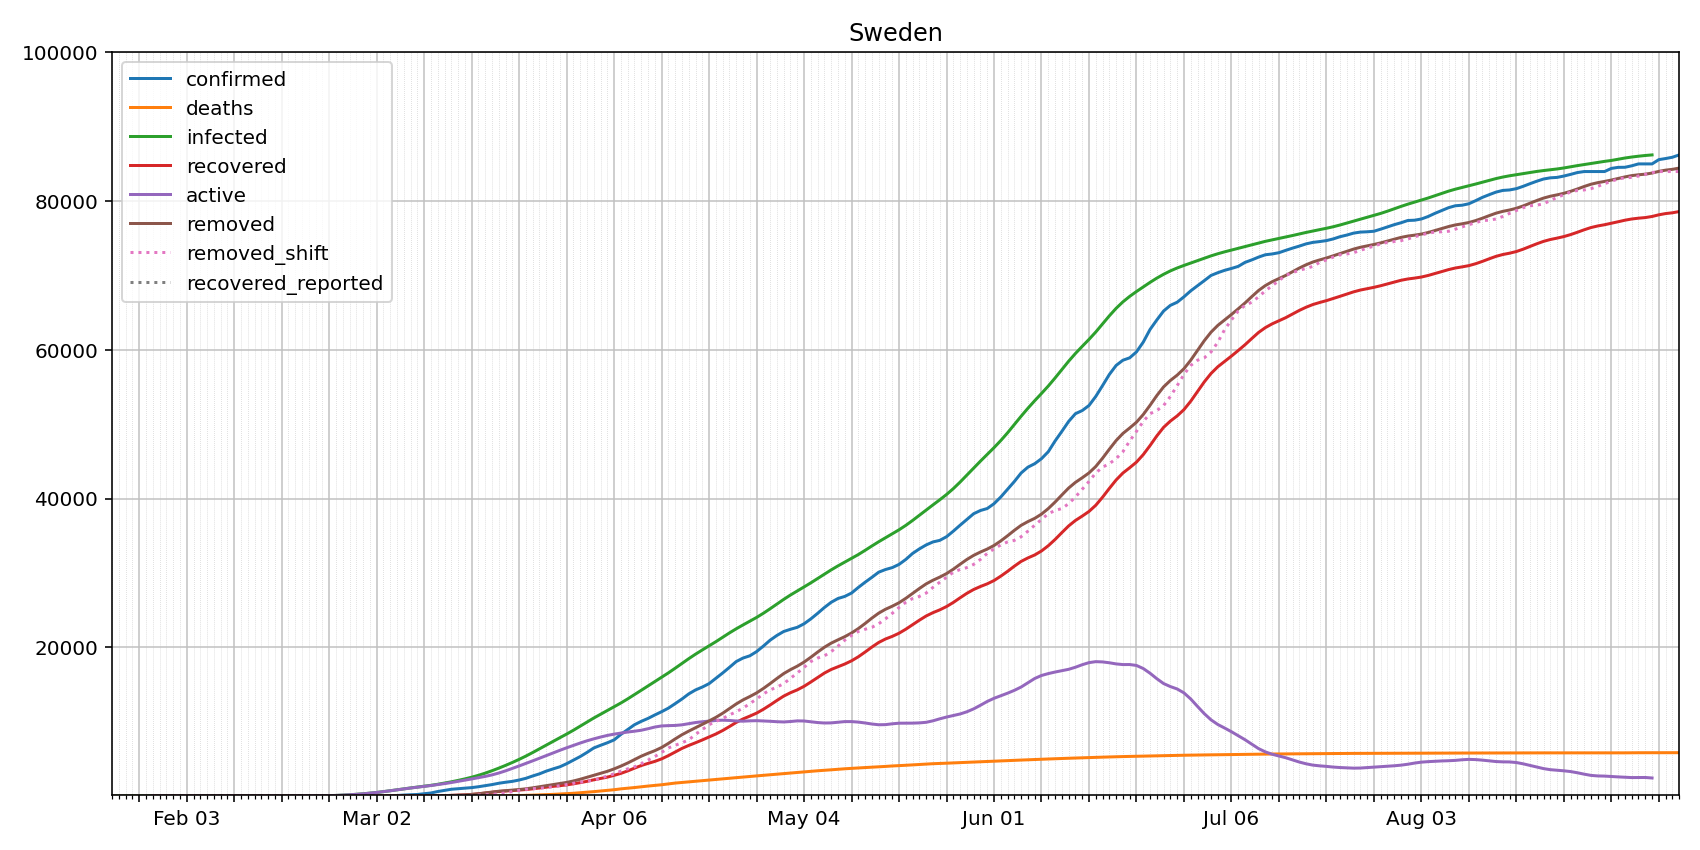 Sweden
100000
80000
60000
40000
20000
confirmed
deaths
infected
recovered
active
removed
removed_shift
recovered_reported
Feb 03 Mar 02 Apr 06 May 04 Jun 01 Jul 06 Aug 03